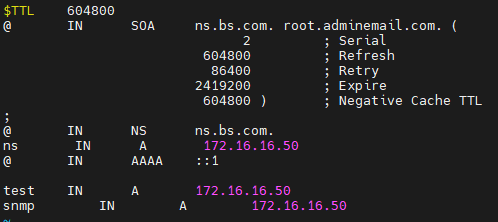 $TTL    604800
@       IN      SOA     ns.bs.com. root.adminemail.com. (
                              2         ; Serial
                         604800         ; Refresh
                          86400         ; Retry
                        2419200         ; Expire
                         604800 )       ; Negative Cache TTL
;
@       IN      NS      ns.bs.com.
ns       IN      A       172.16.16.50
@       IN      AAAA    ::1
test    IN      A       172.16.16.50
snmp        IN        A        172.16.16.50